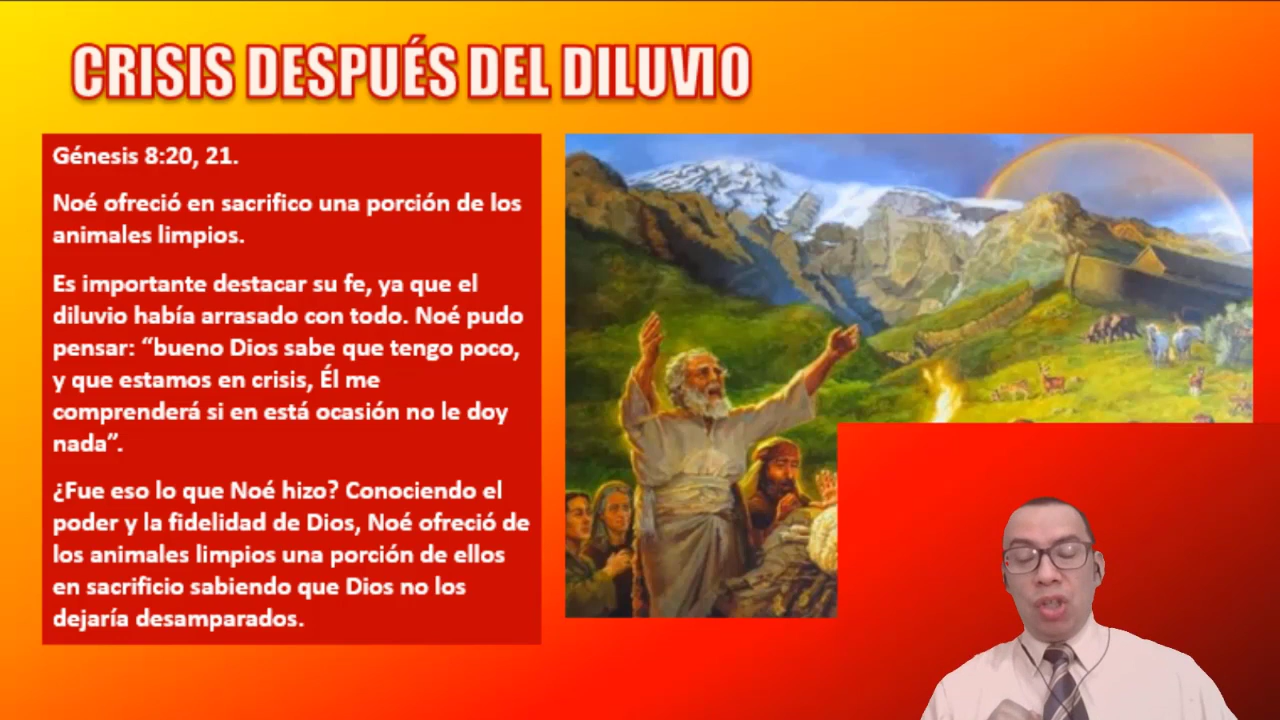 CRISIS DESPUÉS DEL DILUVIO
Génesis 8:20, 21.
Noé ofreció en sacrifico una porción de los
animales limpios.
Es importante destacar su fe, ya que el
diluvio había arrasado con todo. Noé pudo
pensar: “bueno Dios sabe que tengo poco,
y que estamos en crisis, Él me
comprenderá si en está ocasión no le doy
nada”.
¿Fue eso lo que Noé hizo? Conociendo el
poder y la fidelidad de Dios, Noé ofreció de
los animales limpios una porción de ellos
en sacrificio sabiendo que Dios no los
dejaría desamparados.